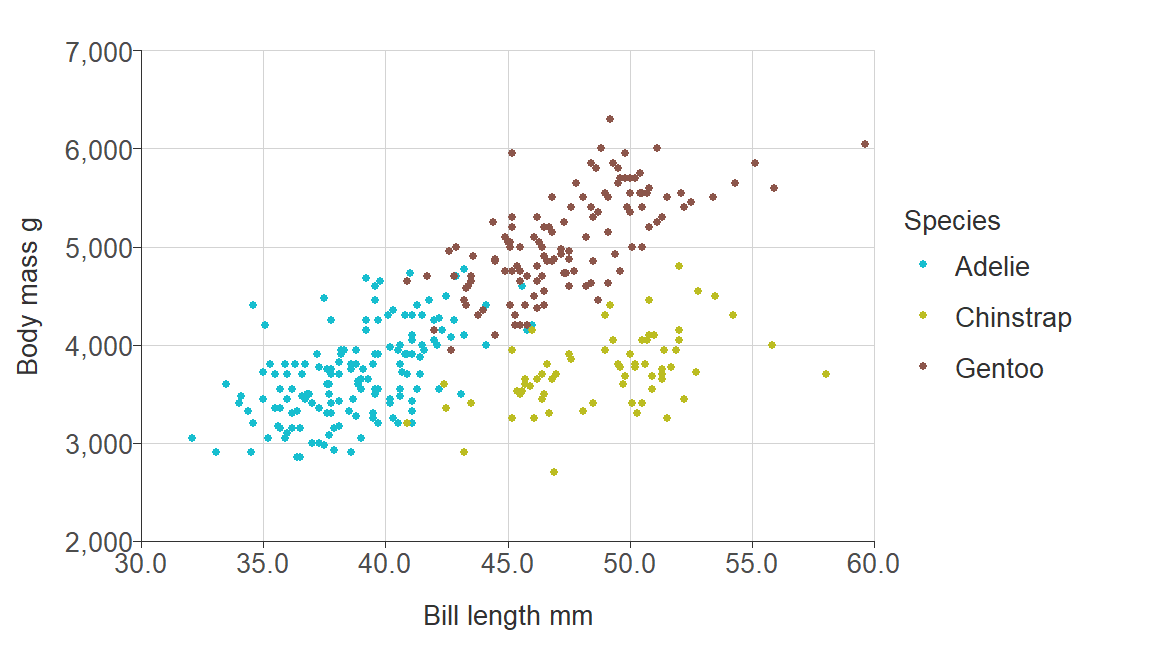 7,000
6,000
5,000
4,000
3,000
2,000
30.0 35.0 40.0 45.0 50.0 55.0 60.0
Body mass g
Bill length mm
Species
Adelie
Chinstrap
Gentoo